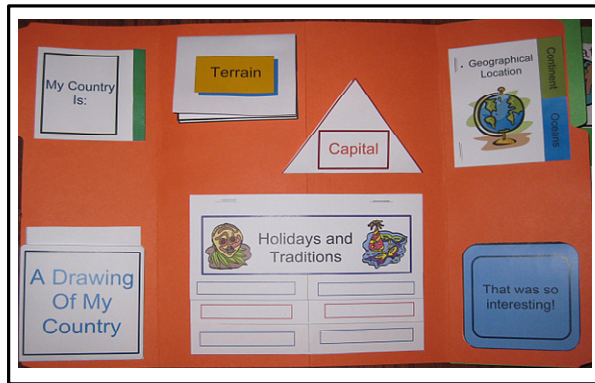 My Country
Is:
Terrain
Geographical
Location
Continent
Oceans
Capital
Holidays and
Traditions
A Drawing
Of My
Country
That was so
interesting!